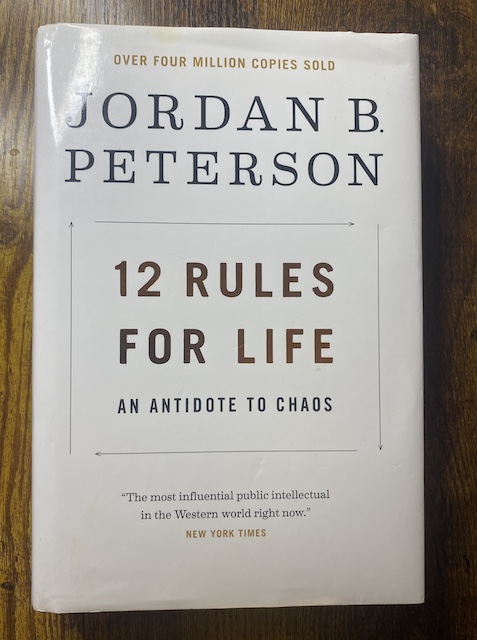 OVER FOUR MILLION COPIES SOLD
JORDAN B.
PETERSON
12 RULES
FOR LIFE
AN ANTIDOTE TO CHAOS
“The most influential public intellectual
in the Western world right now.”
NEW YORK TIMES